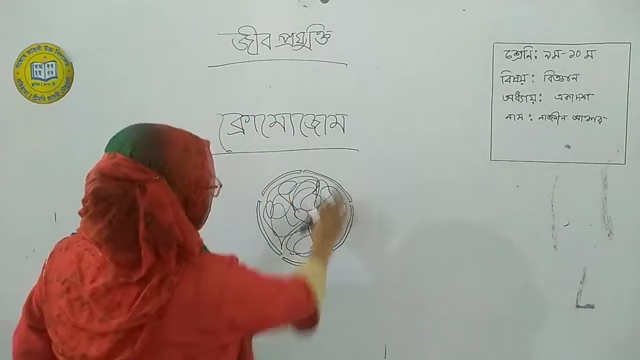 জীব প্রযুক্তি
ক্রোমোজোম
শ্রেনি: ৯ম-১০ম
বিষয়: বিজ্ঞান
অধ্যায়: একাদশ
নাম: